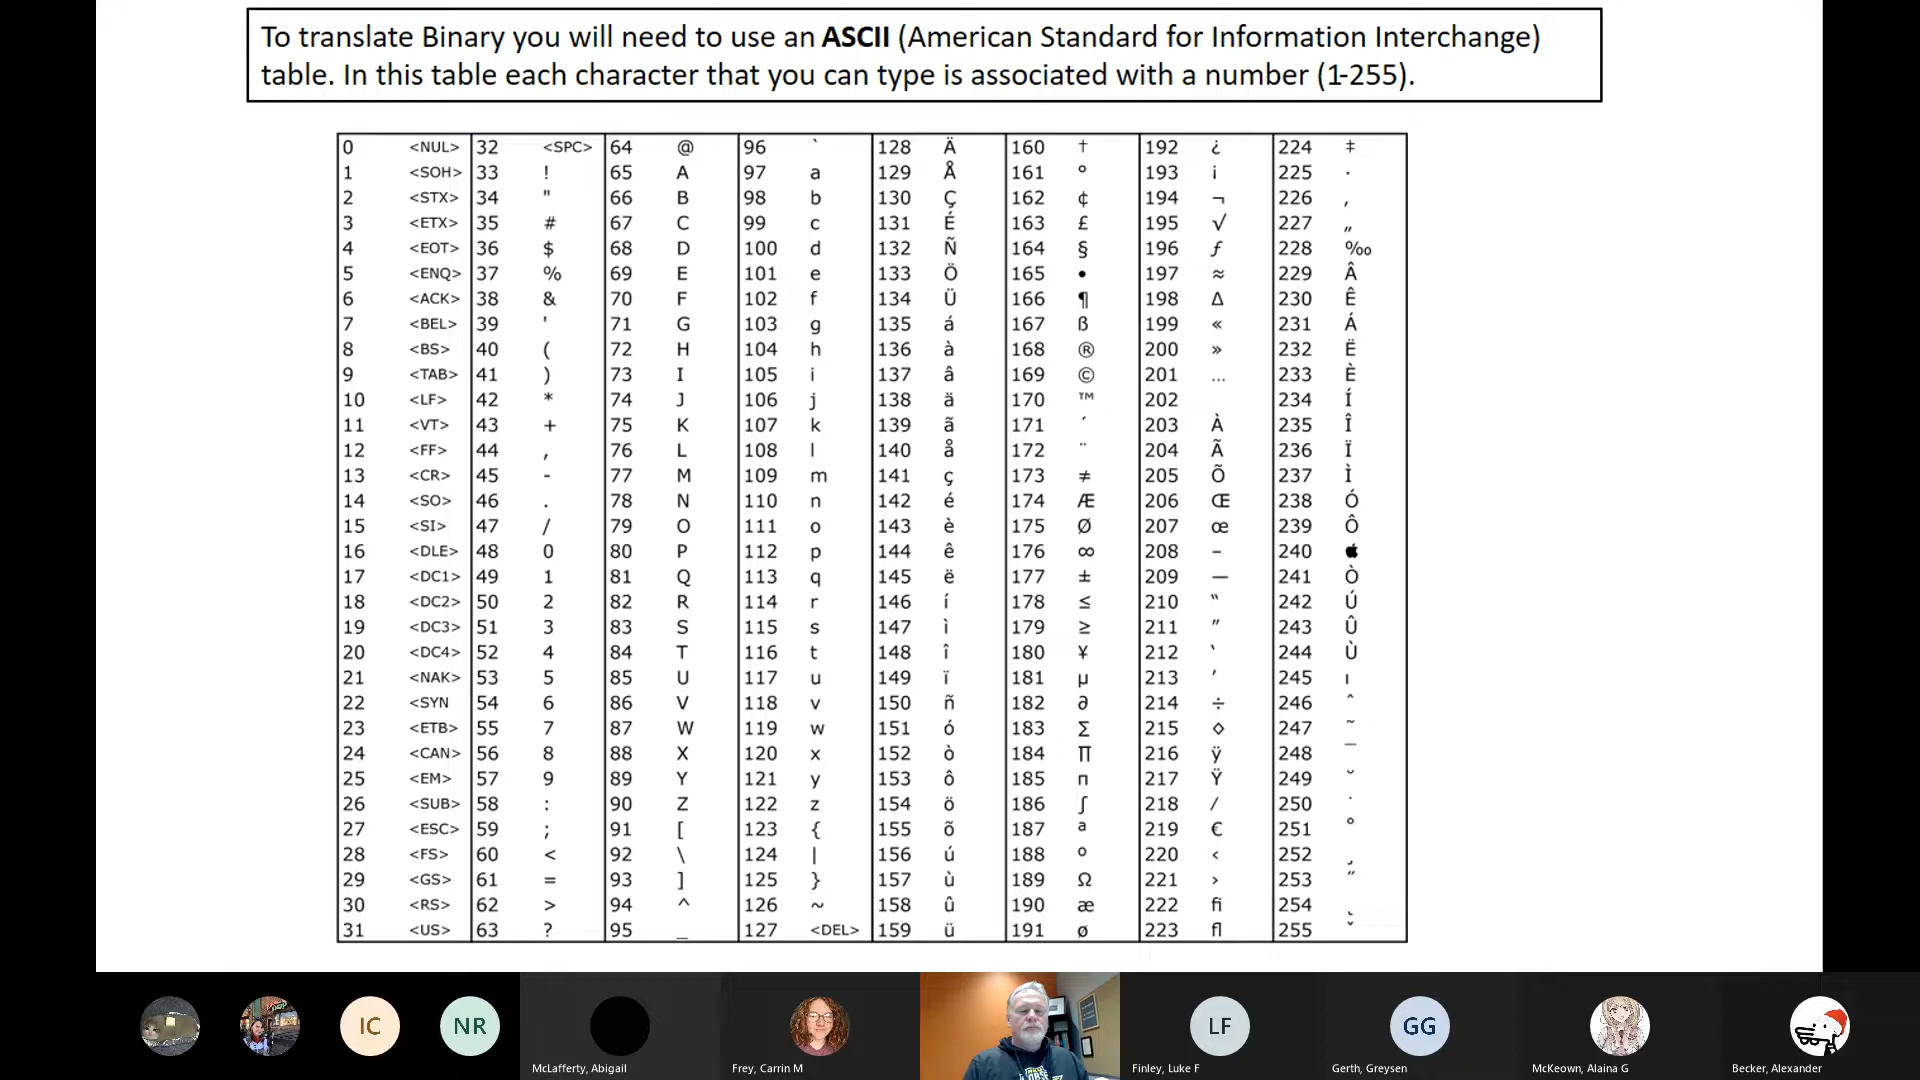 To translate Binary you will need to use an ASCII (American Standard for Information Interchange)
table. In this table each character that you can type is associated with a number (1-255).
0 <NUL> 32 <SPC> 64 @ 96 ` 128 Ä 160 † 192 ¿ 224 ‡
1 <SOH> 33 ! 65 A 97 a 129 Å 161 ° 193 ¡ 225 ·
2 <STX> 34 " 66 B 98 b 130 Ç 162 ¢ 194 ¬ 226 ‚
3 <ETX> 35 # 67 C 99 c 131 É 163 £ 195 √ 227 „
4 <EOT> 36 $ 68 D 100 d 132 Ñ 164 § 196 ƒ 228 ‰
5 <ENQ> 37 % 69 E 101 e 133 Ö 165 • 197 ≈ 229 Â
6 <ACK> 38 & 70 F 102 f 134 Ü 166 ¶ 198 ∆ 230 Ê
7 <BEL> 39 ' 71 G 103 g 135 á 167 ß 199 « 231 Á
8 <BS> 40 ( 72 H 104 h 136 à 168 ® 200 » 232 Ë
9 <TAB> 41 ) 73 I 105 i 137 â 169 © 201 … 233 È
10 <LF> 42 * 74 J 106 j 138 ä 170 ™ 202 234 Í
11 <VT> 43 + 75 K 107 k 139 ã 171 ´ 203 À 235 Î
12 <FF> 44 , 76 L 108 l 140 å 172 ¨ 204 Ã 236 Ï
13 <CR> 45 - 77 M 109 m 141 ç 173 ≠ 205 Õ 237 Ì
14 <SO> 46 . 78 N 110 n 142 é 174 Æ 206 Œ 238 Ó
15 <SI> 47 / 79 O 111 o 143 è 175 Ø 207 œ 239 Ô
16 <DLE> 48 0 80 P 112 p 144 ê 176 ∞ 208 – 240 
17 <DC1> 49 1 81 Q 113 q 145 ë 177 ± 209 — 241 Ò
18 <DC2> 50 2 82 R 114 r 146 í 178 ≤ 210 “ 242 Ú
19 <DC3> 51 3 83 S 115 s 147 ì 179 ≥ 211 ” 243 Û
20 <DC4> 52 4 84 T 116 t 148 î 180 ¥ 212 ‘ 244 Ù
21 <NAK> 53 5 85 U 117 u 149 ï 181 µ 213 ’ 245 ı
22 <SYN 54 6 86 V 118 v 150 ñ 182 ∂ 214 ÷ 246 ˆ
23 <ETB> 55 7 87 W 119 w 151 ó 183 ∑ 215 ◊ 247 ˜
24 <CAN> 56 8 88 X 120 x 152 ò 184 ∏ 216 ÿ 248 ¯
25 <EM> 57 9 89 Y 121 y 153 ô 185 π 217 Ÿ 249 ˘
26 <SUB> 58 : 90 Z 122 z 154 ö 186 ∫ 218 / 250 ˙
27 <ESC> 59 ; 91 [ 123 { 155 õ 187 ª 219 € 251 ˚
28 <FS> 60 < 92 \ 124 | 156 ú 188 º 220 ‹ 252 ¸
29 <GS> 61 = 93 ] 125 } 157 ù 189 Ω 221 › 253 ˝
30 <RS> 62 > 94 ^ 126 ~ 158 û 190 æ 222 ﬁ 254 ˛
31 <US> 63 ? 95 _ 127 <DEL> 159 ü 191 ø 223 ﬂ 255 ˇ
IC NR LF GG
McLafferty, Abigail Frey, Carrin M Finley, Luke F Gerth, Greysen McKeown, Alaina G Becker, Alexander